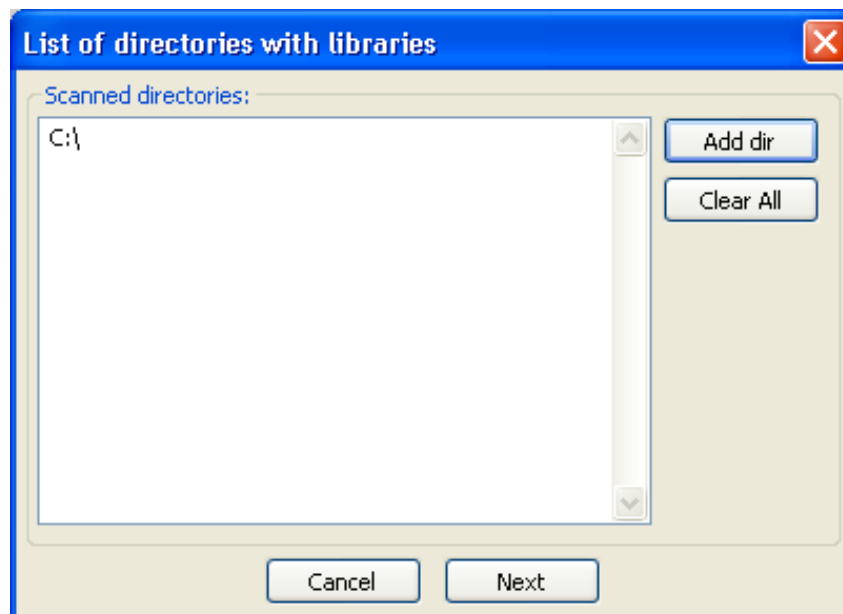 List of directories with libraries
Scanned directories:
C:\
Add dir
Clear All
Cancel
Next